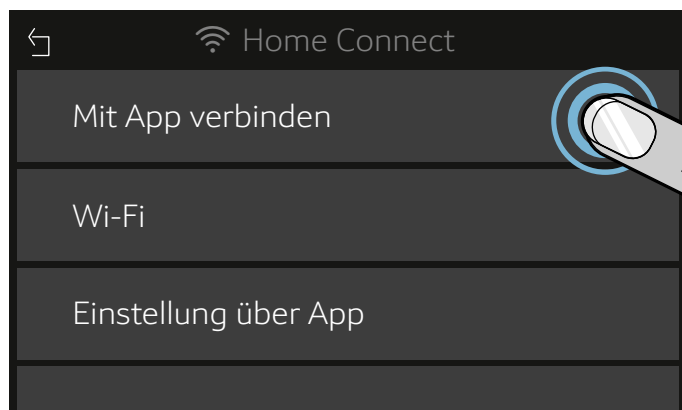 Home Connect
Mit App verbinden
Wi-Fi
Einstellung über App